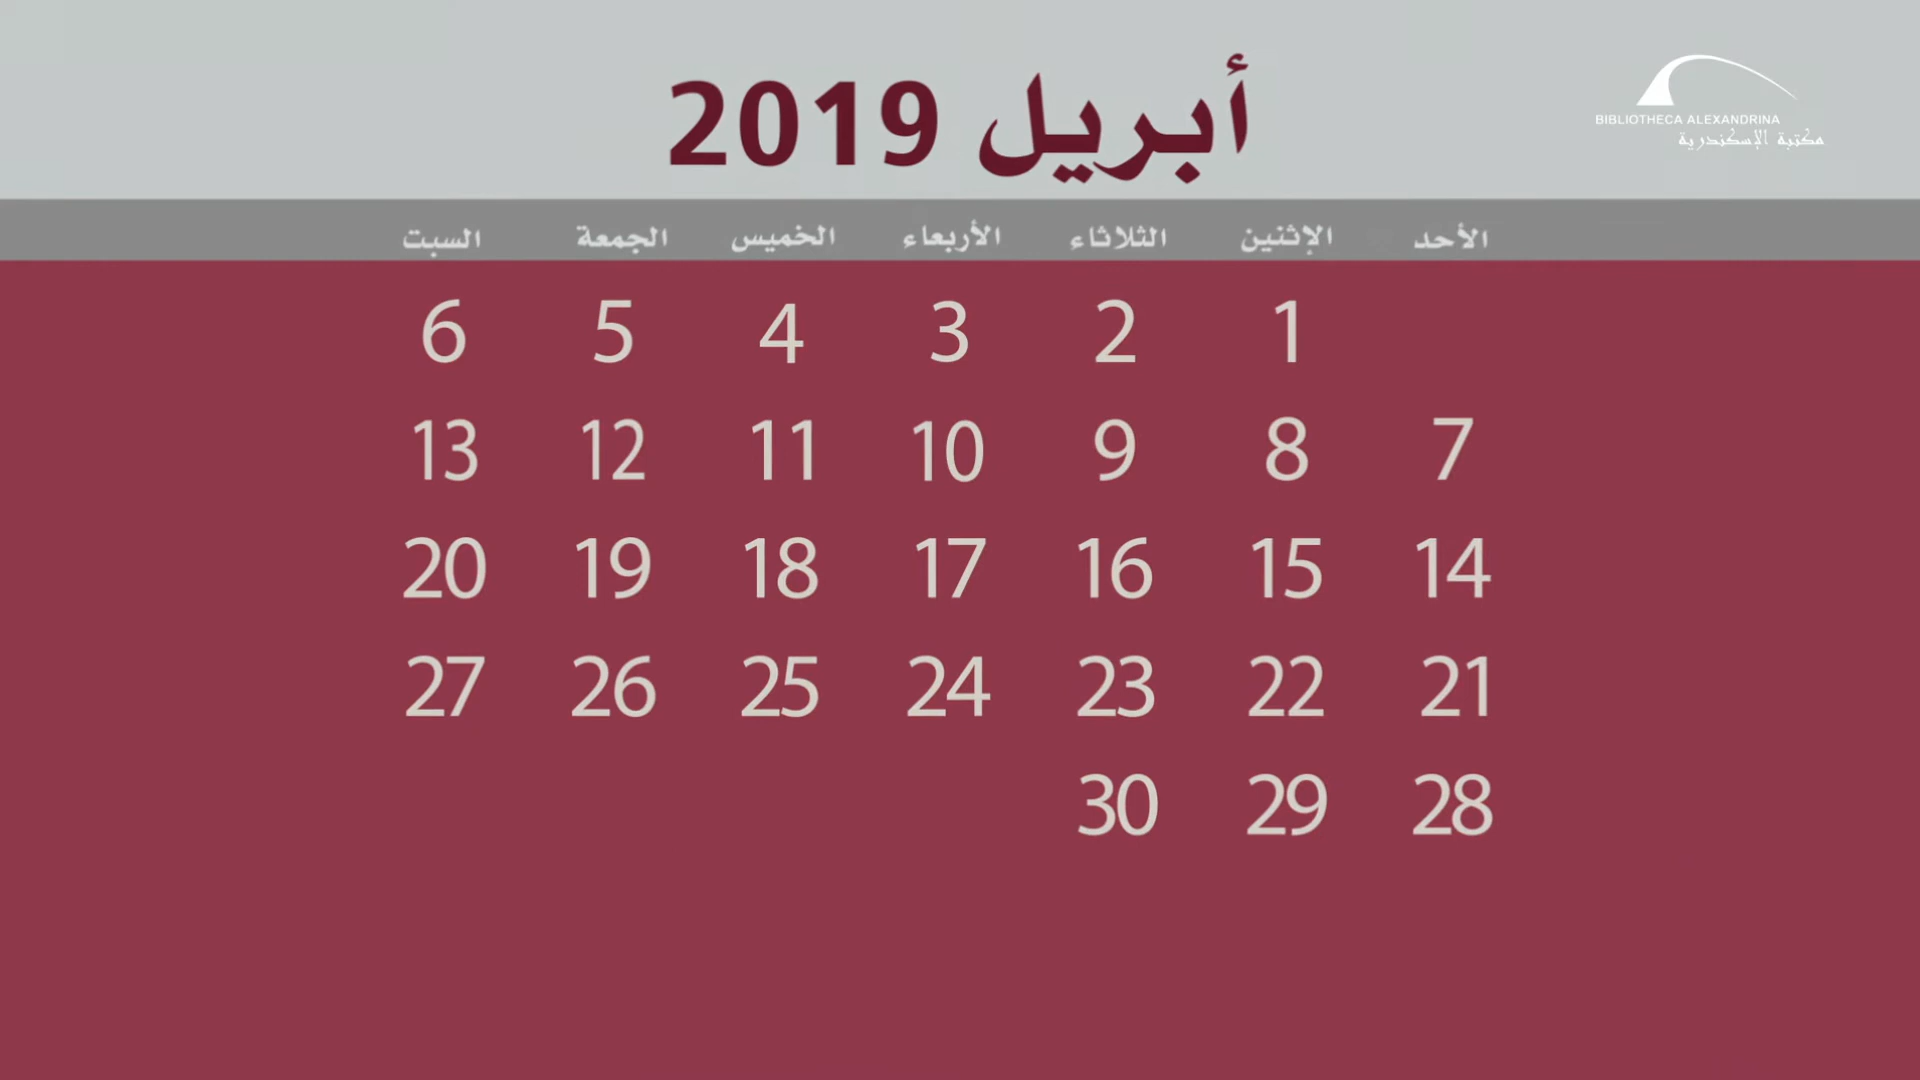 أبريل 2019
BIBLIOTHECA ALEXANDRINA
مكتبة الإسكندرية
الأحد الإثنين الثلاثاء الأربعاء الخميس الجمعة السبت
1 2 3 4 5 6
7 8 9 10 11 12 13
14 15 16 17 18 19 20
21 22 23 24 25 26 27
28 29 30